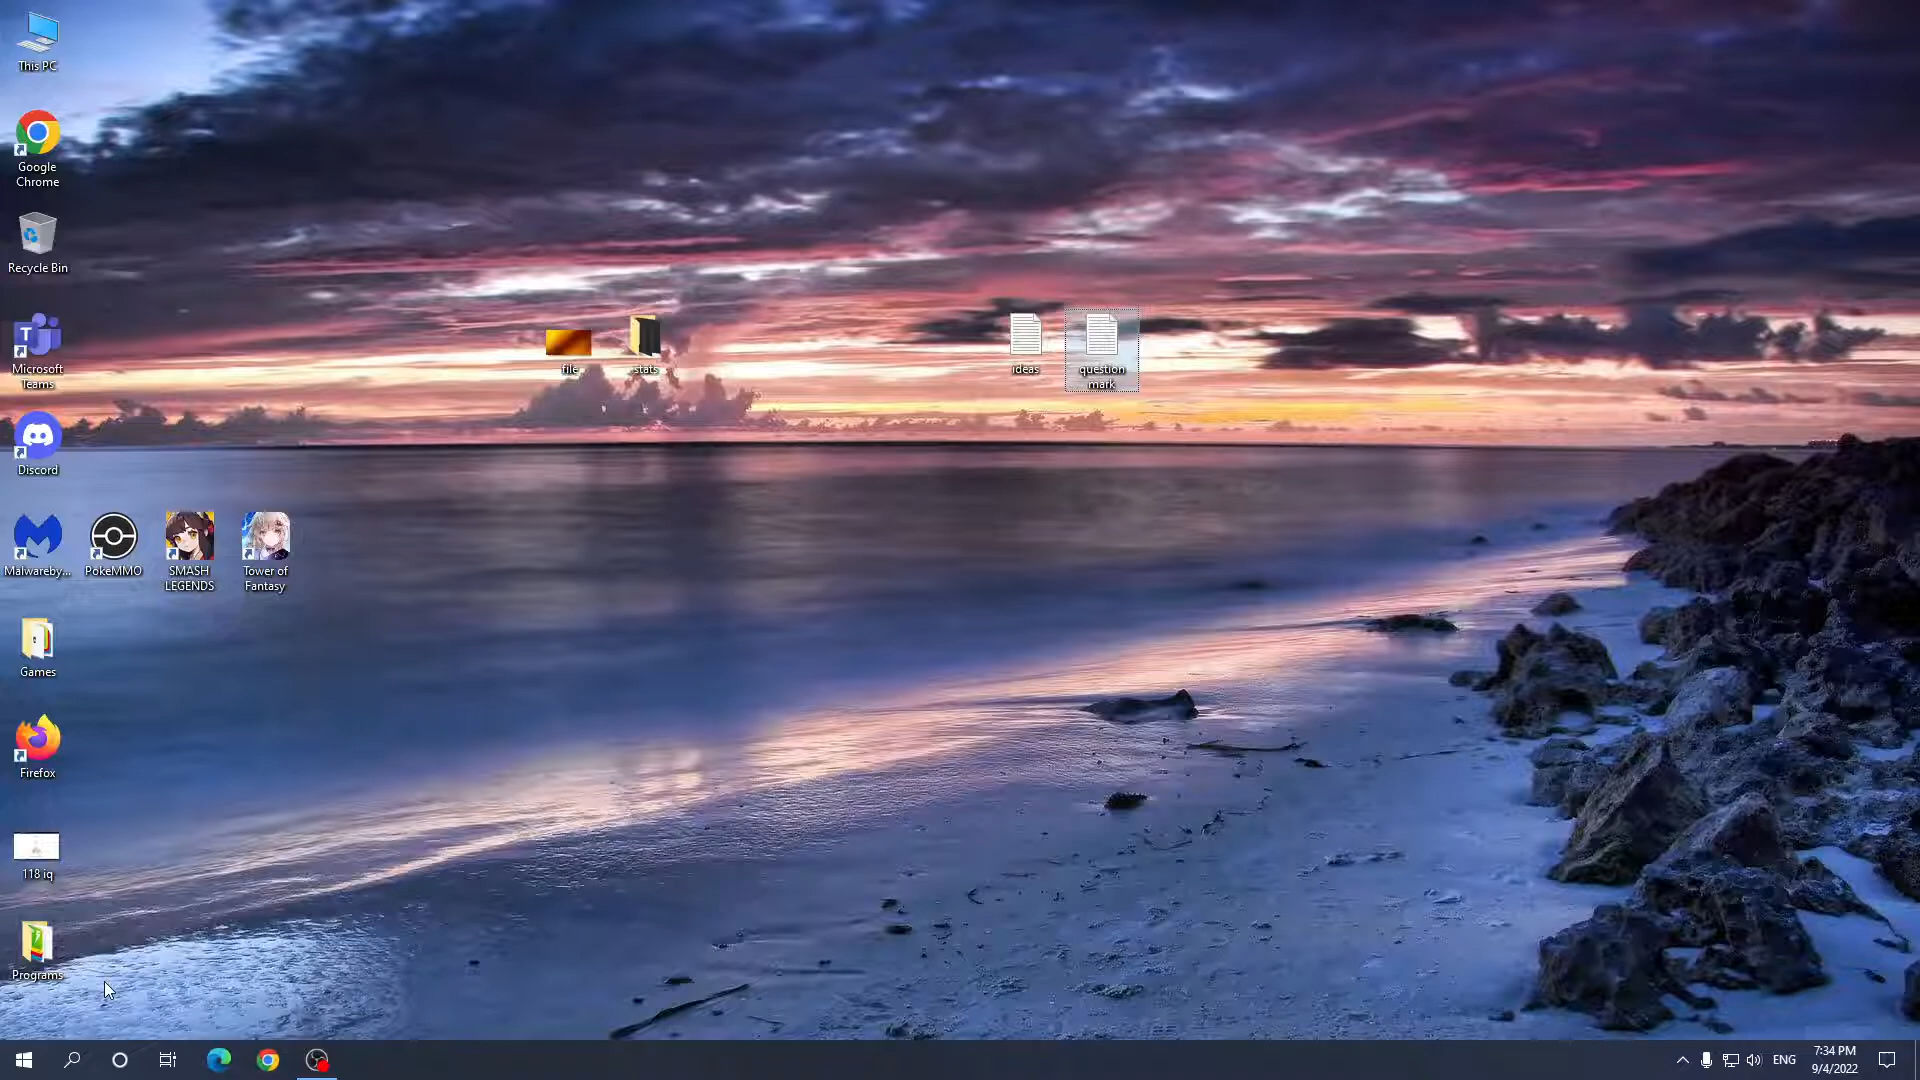 This PC
Google
Chrome
Recycle Bin
Microsoft
Teams
Discord
Malwareby...
PokeMMO
SMASH
LEGENDS
Tower of
Fantasy
Games
Firefox
118 iq
Programs
file
stats
ideas
question
mark
ENG
7:34 PM
9/4/2022